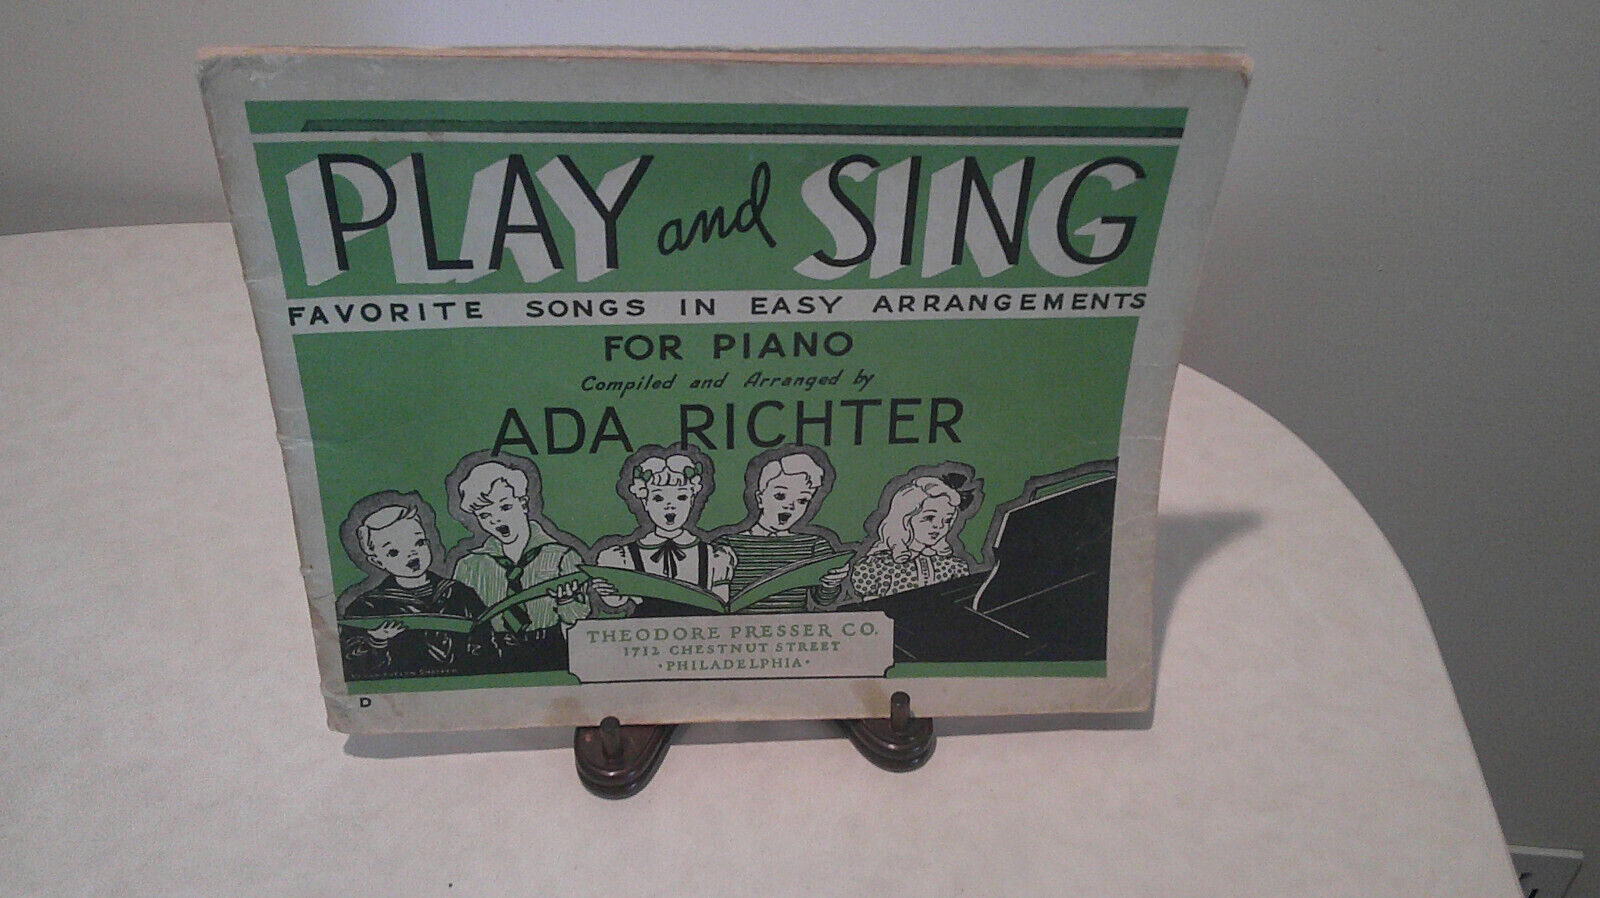 PLAY and SING
FAVORITE SONGS IN EASY ARRANGEMENTS
FOR PIANO
Compiled and Arranged by
ADA RICHTER
THEODORE PRESSER CO.
1712 CHESTNUT STREET
·PHILADELPHIA·
D